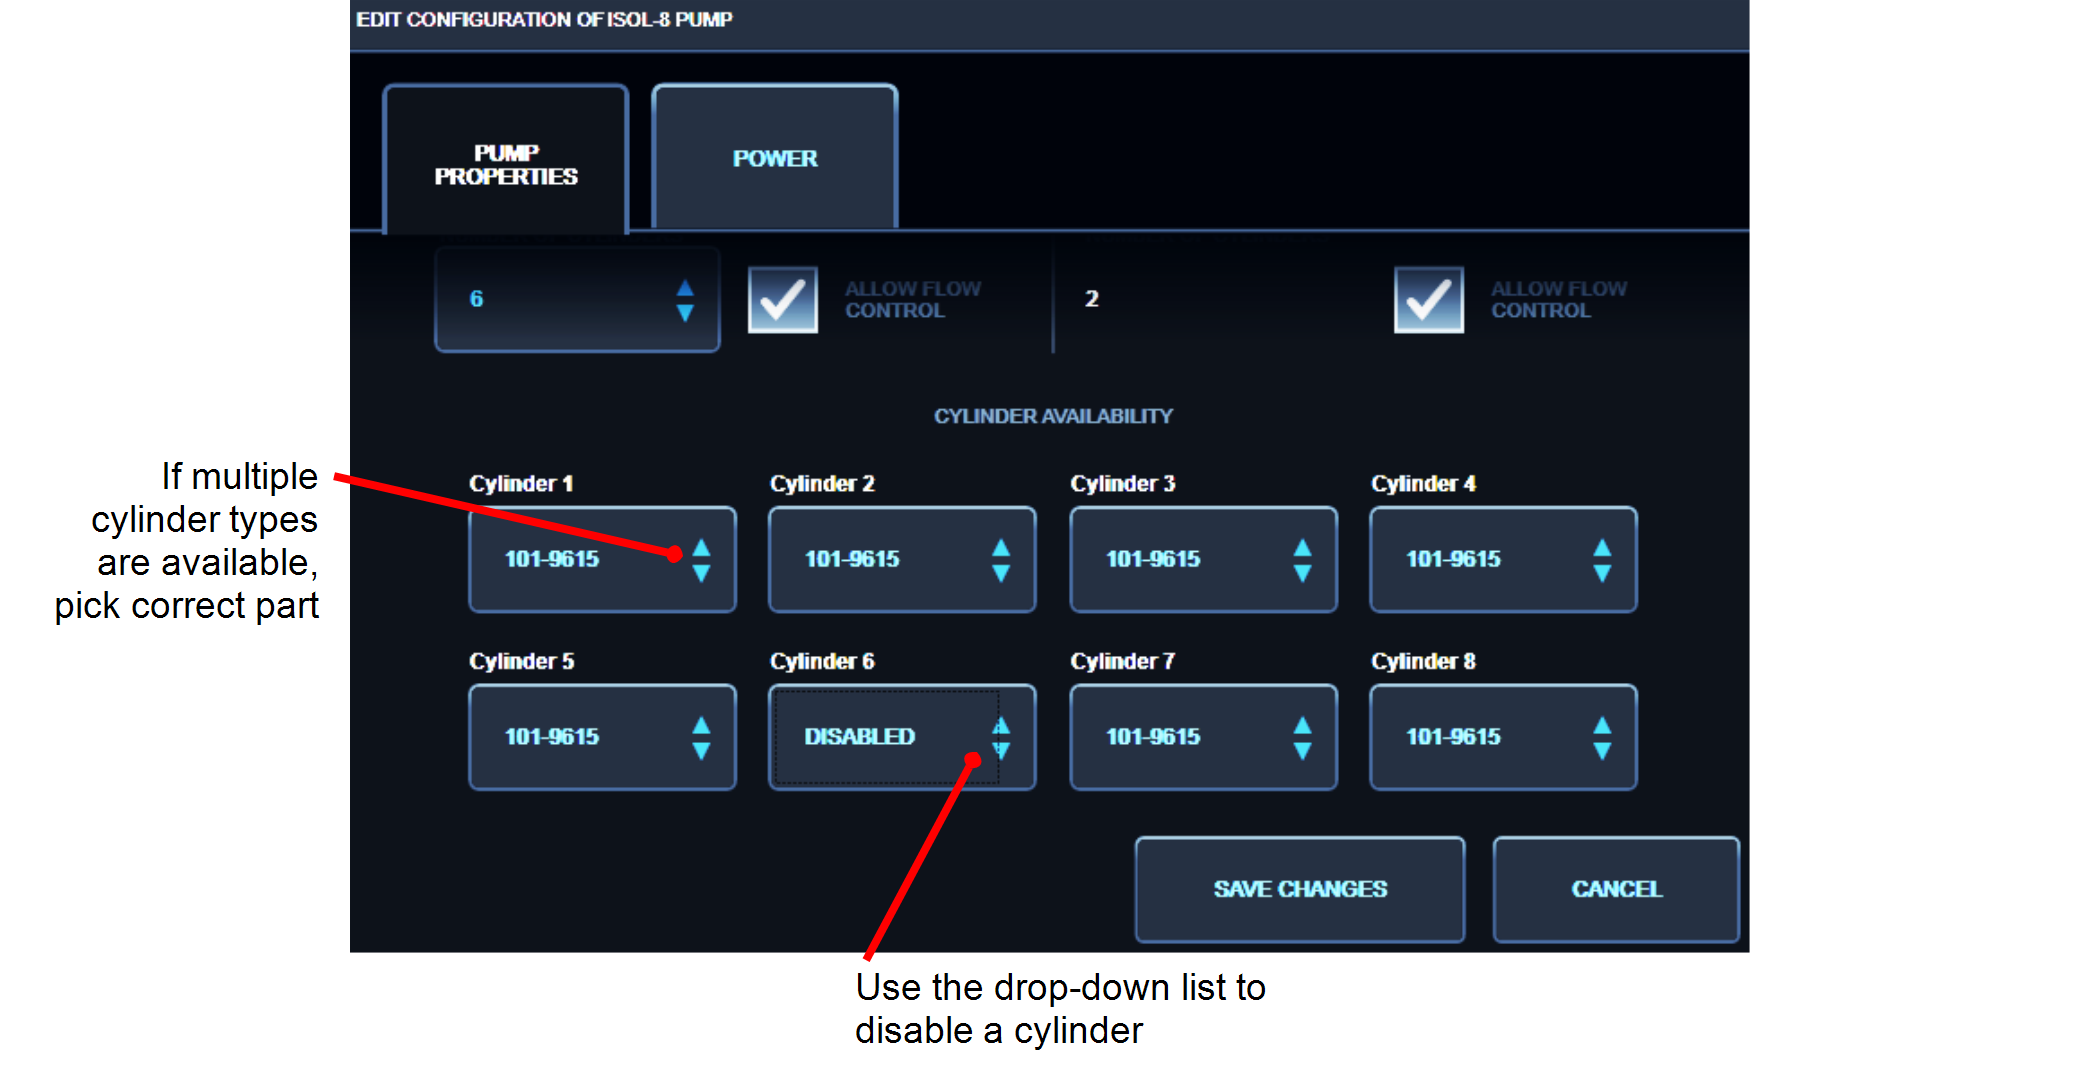 EDIT CONFIGURATION OF ISOL-8 PUMP
PUMP
PROPERTIES
POWER
6
ALLOW FLOW
CONTROL
2
ALLOW FLOW
CONTROL
CYLINDER AVAILABILITY
If multiple
cylinder types
are available,
pick correct part
Cylinder 1
Cylinder 2
Cylinder 3
Cylinder 4
101-9615
101-9615
101-9615
101-9615
Cylinder 5
Cylinder 6
Cylinder 7
Cylinder 8
101-9615
DISABLED
101-9615
101-9615
SAVE CHANGES
CANCEL
Use the drop-down list to
disable a cylinder